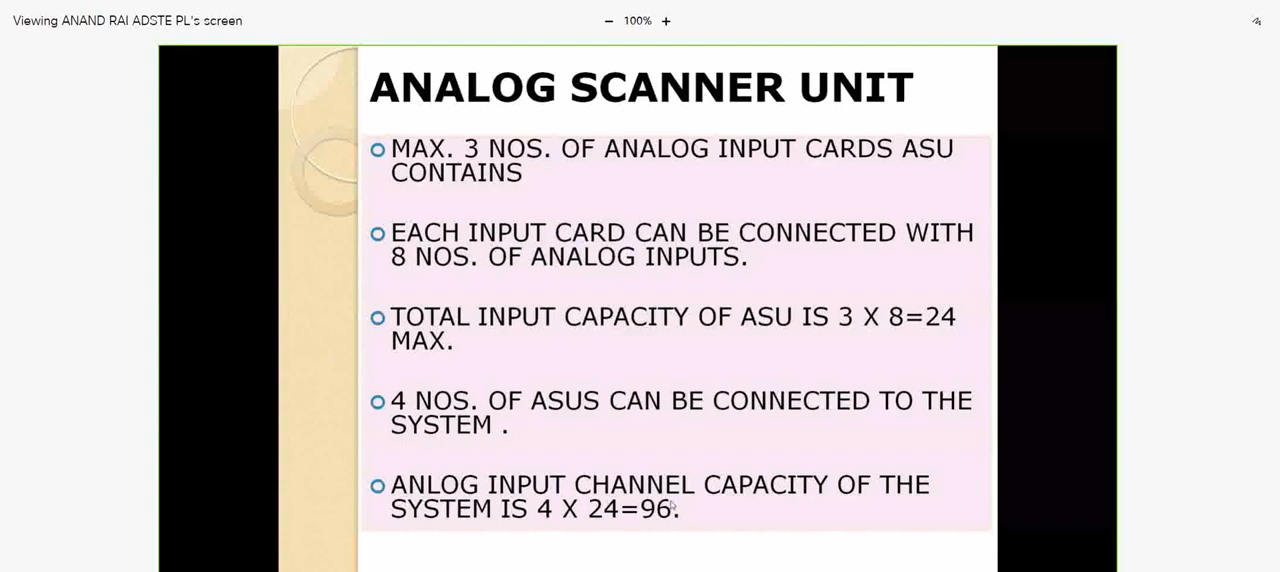 Viewing ANAND RAI ADSTE PL's screen
− 100% +
ANALOG SCANNER UNIT
MAX. 3 NOS. OF ANALOG INPUT CARDS ASU
CONTAINS
EACH INPUT CARD CAN BE CONNECTED WITH
8 NOS. OF ANALOG INPUTS.
TOTAL INPUT CAPACITY OF ASU IS 3 X 8=24
MAX.
4 NOS. OF ASUS CAN BE CONNECTED TO THE
SYSTEM .
ANLOG INPUT CHANNEL CAPACITY OF THE
SYSTEM IS 4 X 24=96.